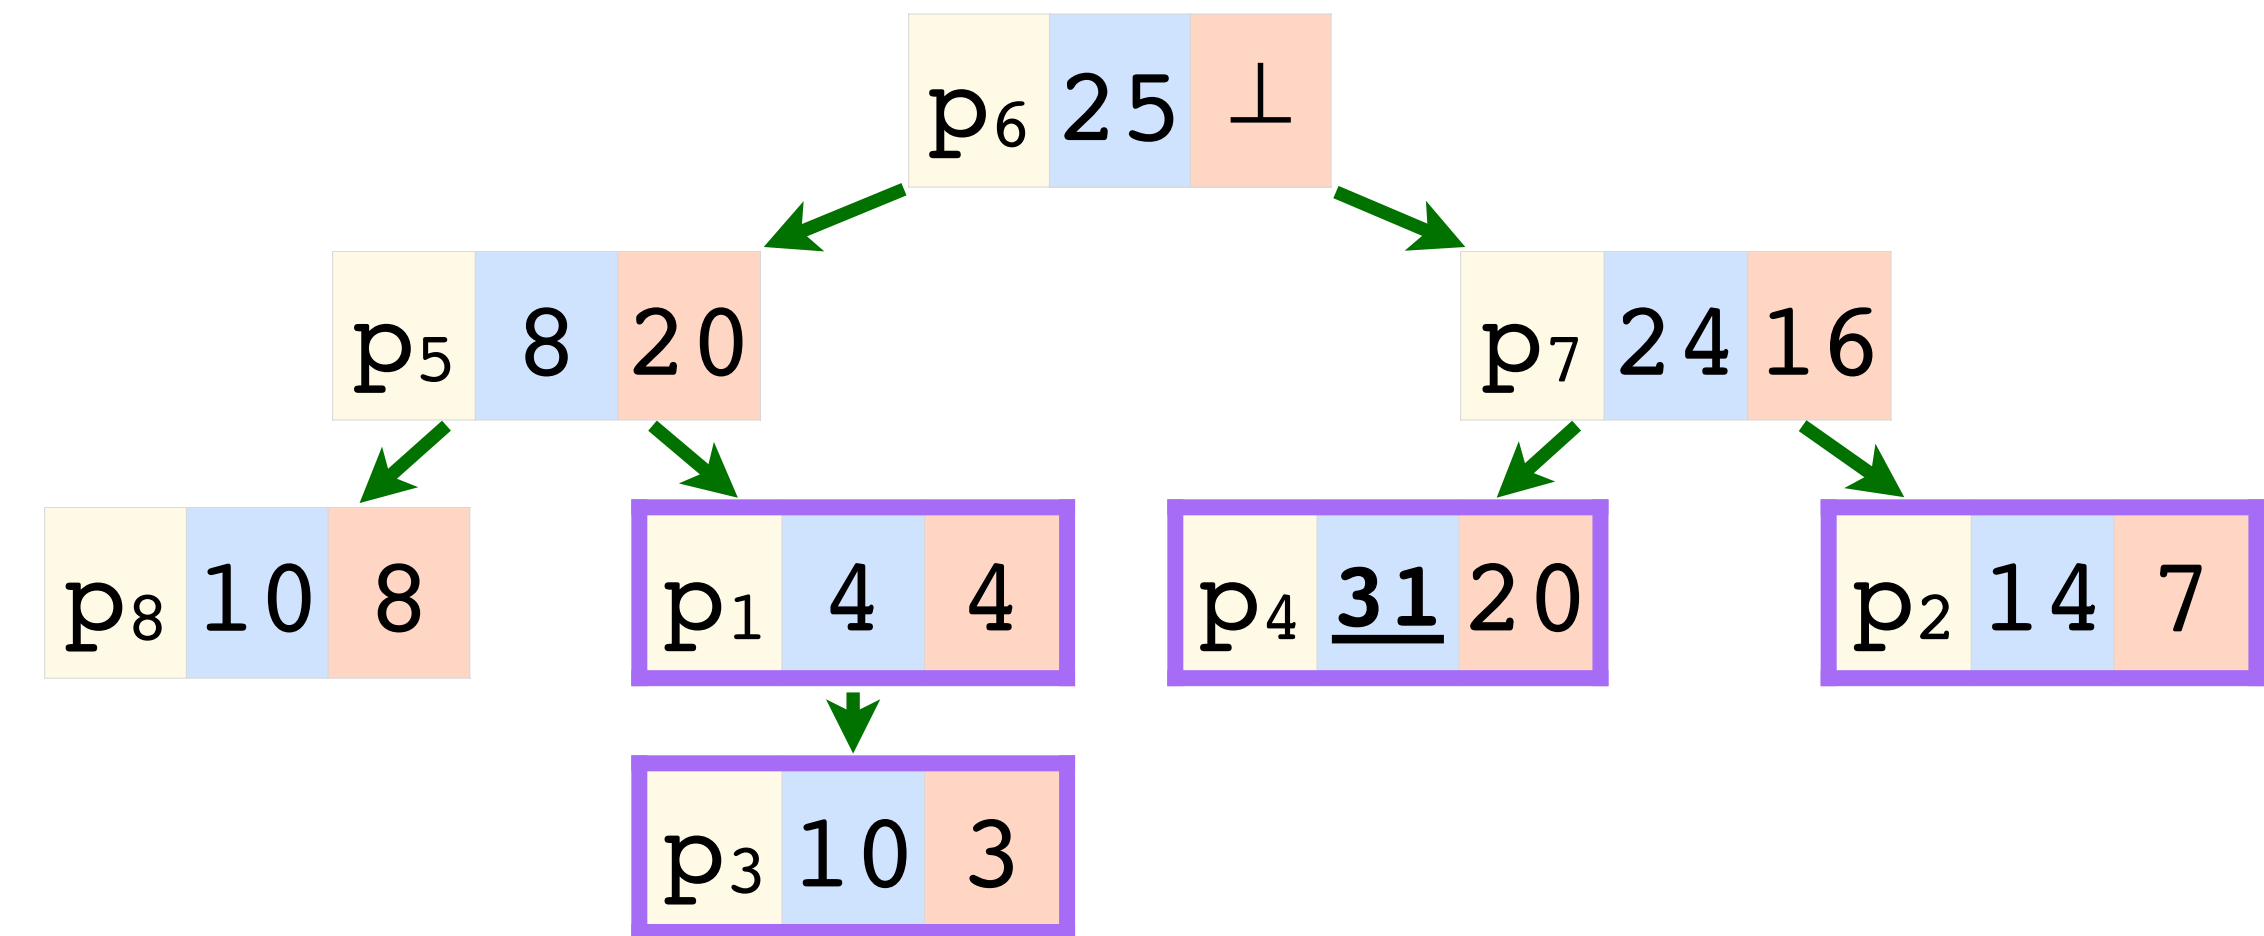 p₆ 25 ⊥
p₅ 8 20
p₇ 24 16
p₈ 10 8
p₁ 4 4
p₄ 31 20
p₂ 14 7
p₃ 10 3